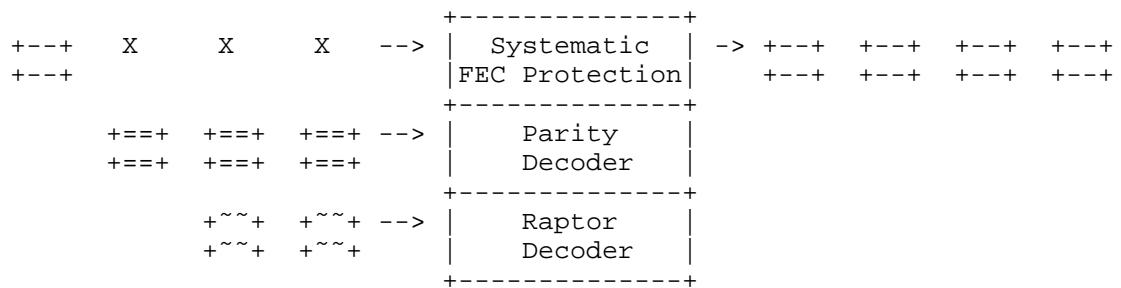 +--------------+
+--+    X      X      X   -->  |  Systematic  | -> +--+  +--+  +--+  +--+
+--+                           |FEC Protection|    +--+  +--+  +--+  +--+
                               +--------------+
       +==+  +==+  +==+ -->    |    Parity    |
       +==+  +==+  +==+        |    Decoder   |
                               +--------------+
             +~~+  +~~+ -->    |    Raptor    |
             +~~+  +~~+        |    Decoder   |
                               +--------------+